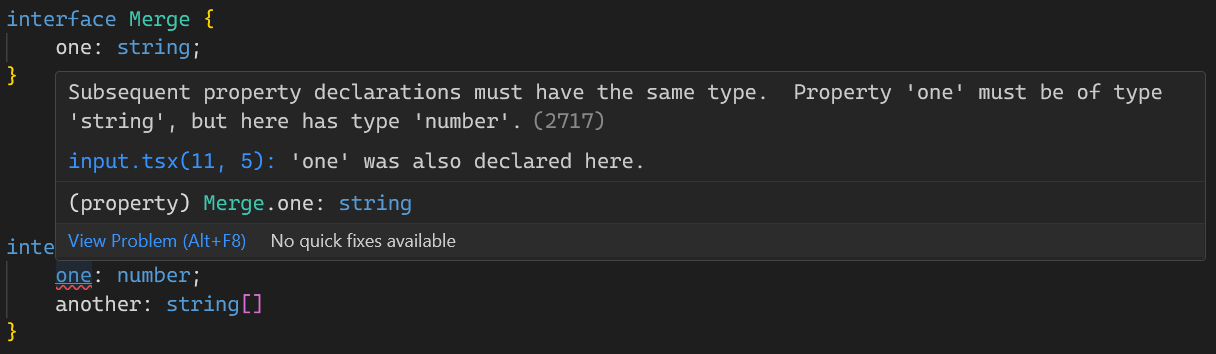 interface Merge {
one: string;
}
Subsequent property declarations must have the same type.  Property 'one' must be of type
'string', but here has type 'number'. (2717)
input.tsx(11, 5): 'one' was also declared here.
(property) Merge.one: string
View Problem (Alt+F8) No quick fixes available
inte
one: number;
another: string[]
}